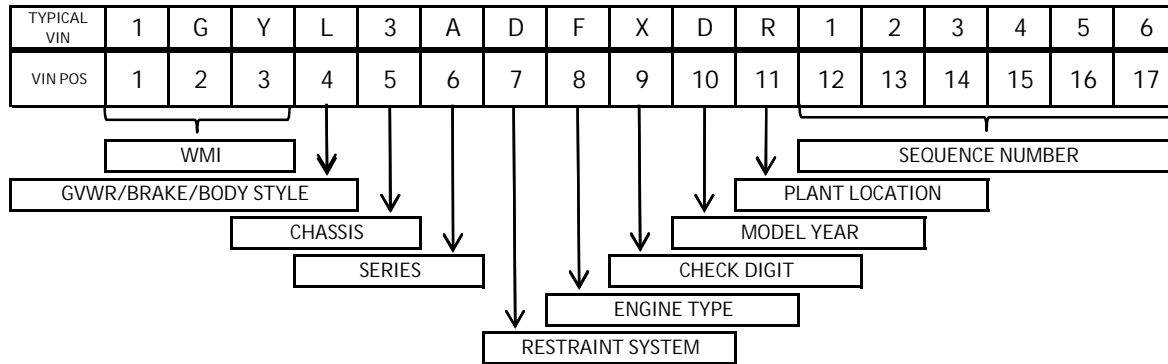 TYPICAL
VIN 1 G Y L 3 A D F X D R 1 2 3 4 5 6
VIN POS 1 2 3 4 5 6 7 8 9 10 11 12 13 14 15 16 17
WMI SEQUENCE NUMBER
GVWR/BRAKE/BODY STYLE PLANT LOCATION
CHASSIS MODEL YEAR
SERIES CHECK DIGIT
ENGINE TYPE
RESTRAINT SYSTEM